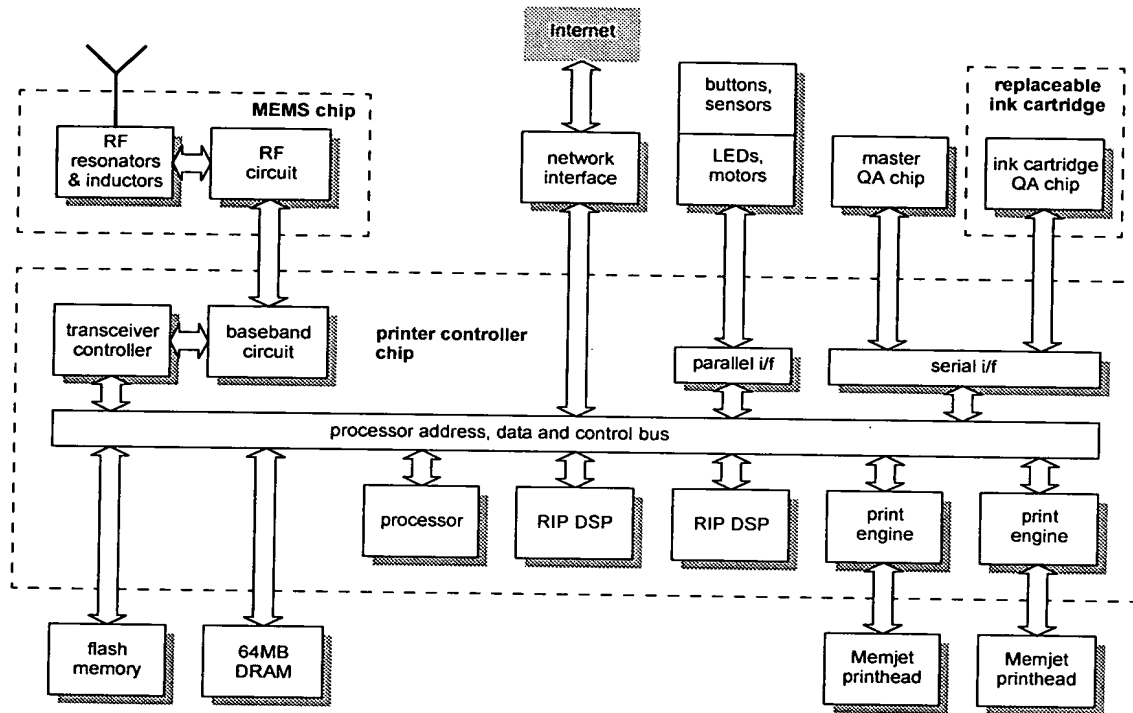 Internet
MEMS chip
RF
resonators
& inductors
RF
circuit
network
interface
buttons,
sensors
LEDs,
motors
master
QA chip
replaceable
ink cartridge
ink cartridge
QA chip
transceiver
controller
baseband
circuit
printer controller
chip
parallel i/f
serial i/f
processor address, data and control bus
processor
RIP DSP
RIP DSP
print
engine
print
engine
flash
memory
64MB
DRAM
Memjet
printhead
Memjet
printhead